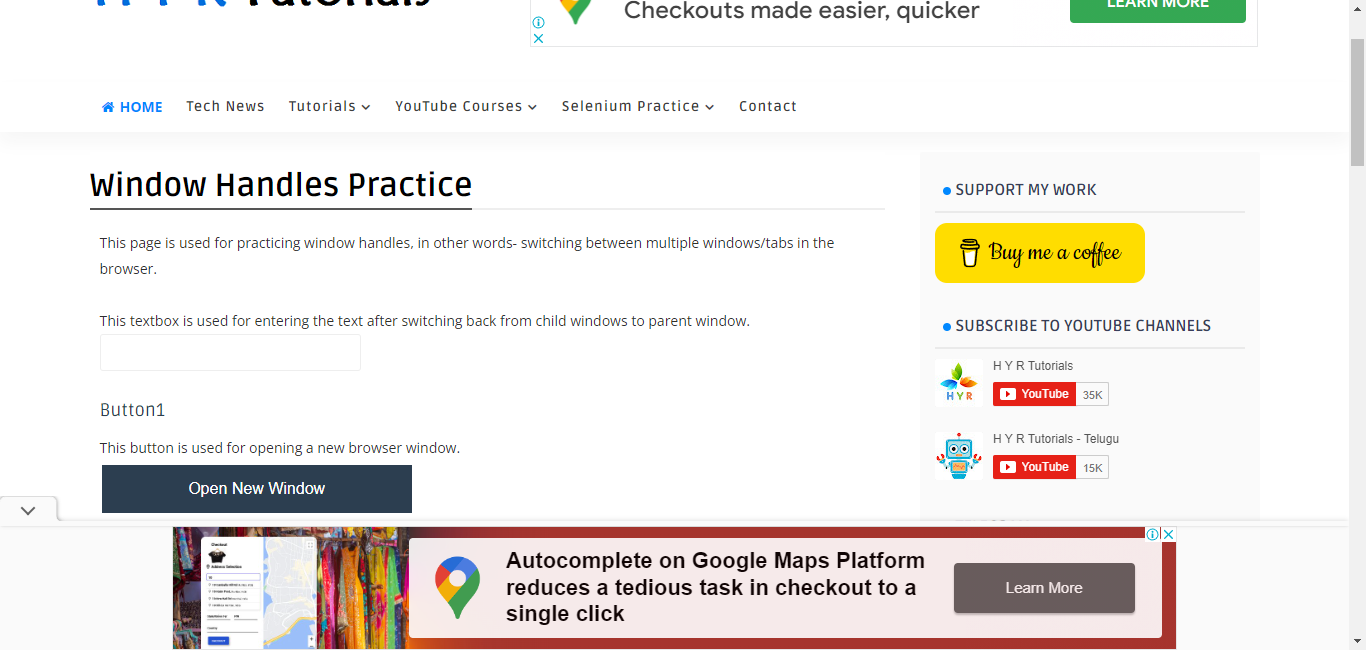 H Y R Tutorials
Checkouts made easier, quicker
LEARN MORE
HOME
Tech News
Tutorials
YouTube Courses
Selenium Practice
Contact
Window Handles Practice
This page is used for practicing window handles, in other words- switching between multiple windows/tabs in the
browser.
This textbox is used for entering the text after switching back from child windows to parent window.
Button1
This button is used for opening a new browser window.
Open New Window
SUPPORT MY WORK
Buy me a coffee
SUBSCRIBE TO YOUTUBE CHANNELS
H Y R Tutorials
HYR
YouTube 35K
H Y R Tutorials - Telugu
YouTube 15K
Checkout
Address Selection
Autocomplete on Google Maps Platform
reduces a tedious task in checkout to a
single click
Learn More